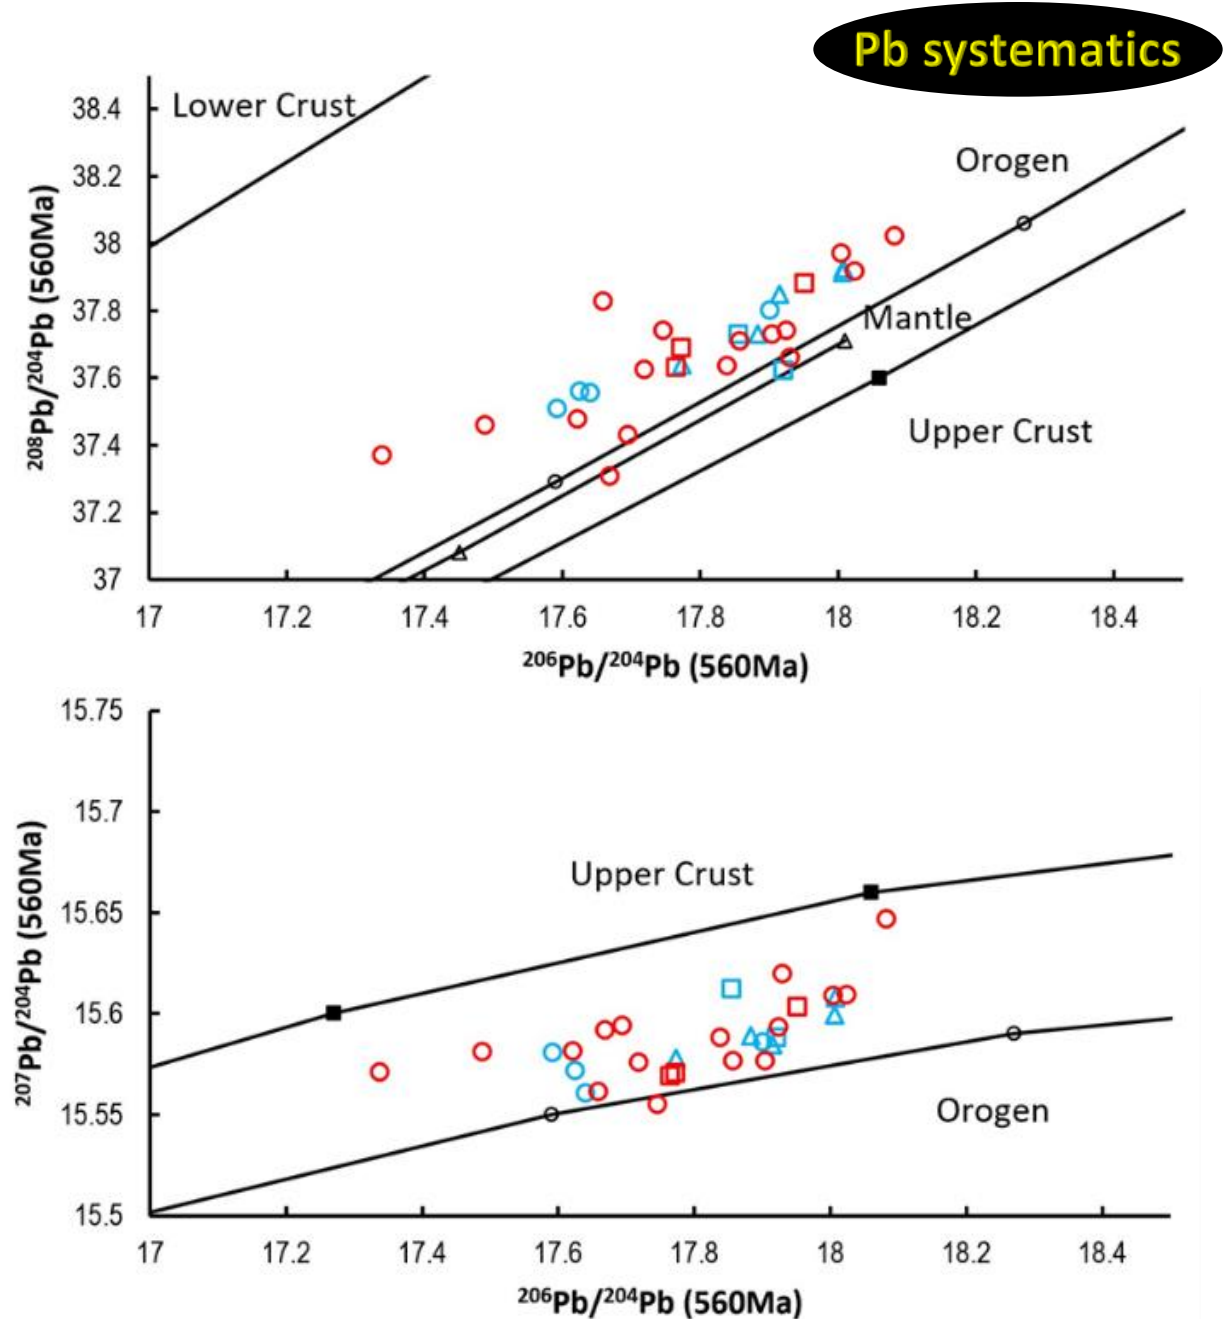 Pb systematics
38.4
38.2
38
37.8
37.6
37.4
37.2
37
²⁰⁸Pb/²⁰⁴Pb (560Ma)
Lower Crust
Orogen
Mantle
Upper Crust
17 17.2 17.4 17.6 17.8 18 18.2 18.4
²⁰⁶Pb/²⁰⁴Pb (560Ma)
15.75
15.7
15.65
15.6
15.55
15.5
²⁰⁷Pb/²⁰⁴Pb (560Ma)
Upper Crust
Orogen
17 17.2 17.4 17.6 17.8 18 18.2 18.4
²⁰⁶Pb/²⁰⁴Pb (560Ma)